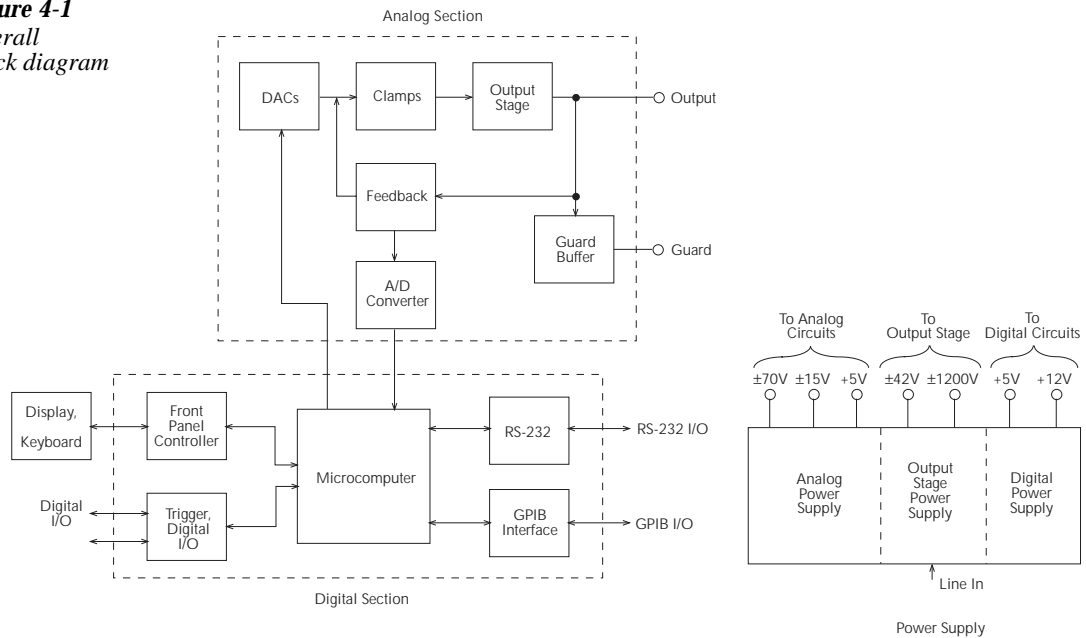 ure 4-1
erall
ck diagram
Analog Section
DACs
Clamps
Output
Stage
Output
Feedback
Guard
Buffer
Guard
A/D
Converter
To Analog
Circuits
To
Output Stage
To
Digital Circuits
±70V ±15V +5V ±42V ±1200V +5V +12V
Display,
Keyboard
Front
Panel
Controller
Microcomputer
RS-232
RS-232 I/O
Digital
I/O
Trigger,
Digital
I/O
GPIB
Interface
GPIB I/O
Digital Section
Analog
Power
Supply
Output
Stage
Power
Supply
Digital
Power
Supply
Line In
Power Supply